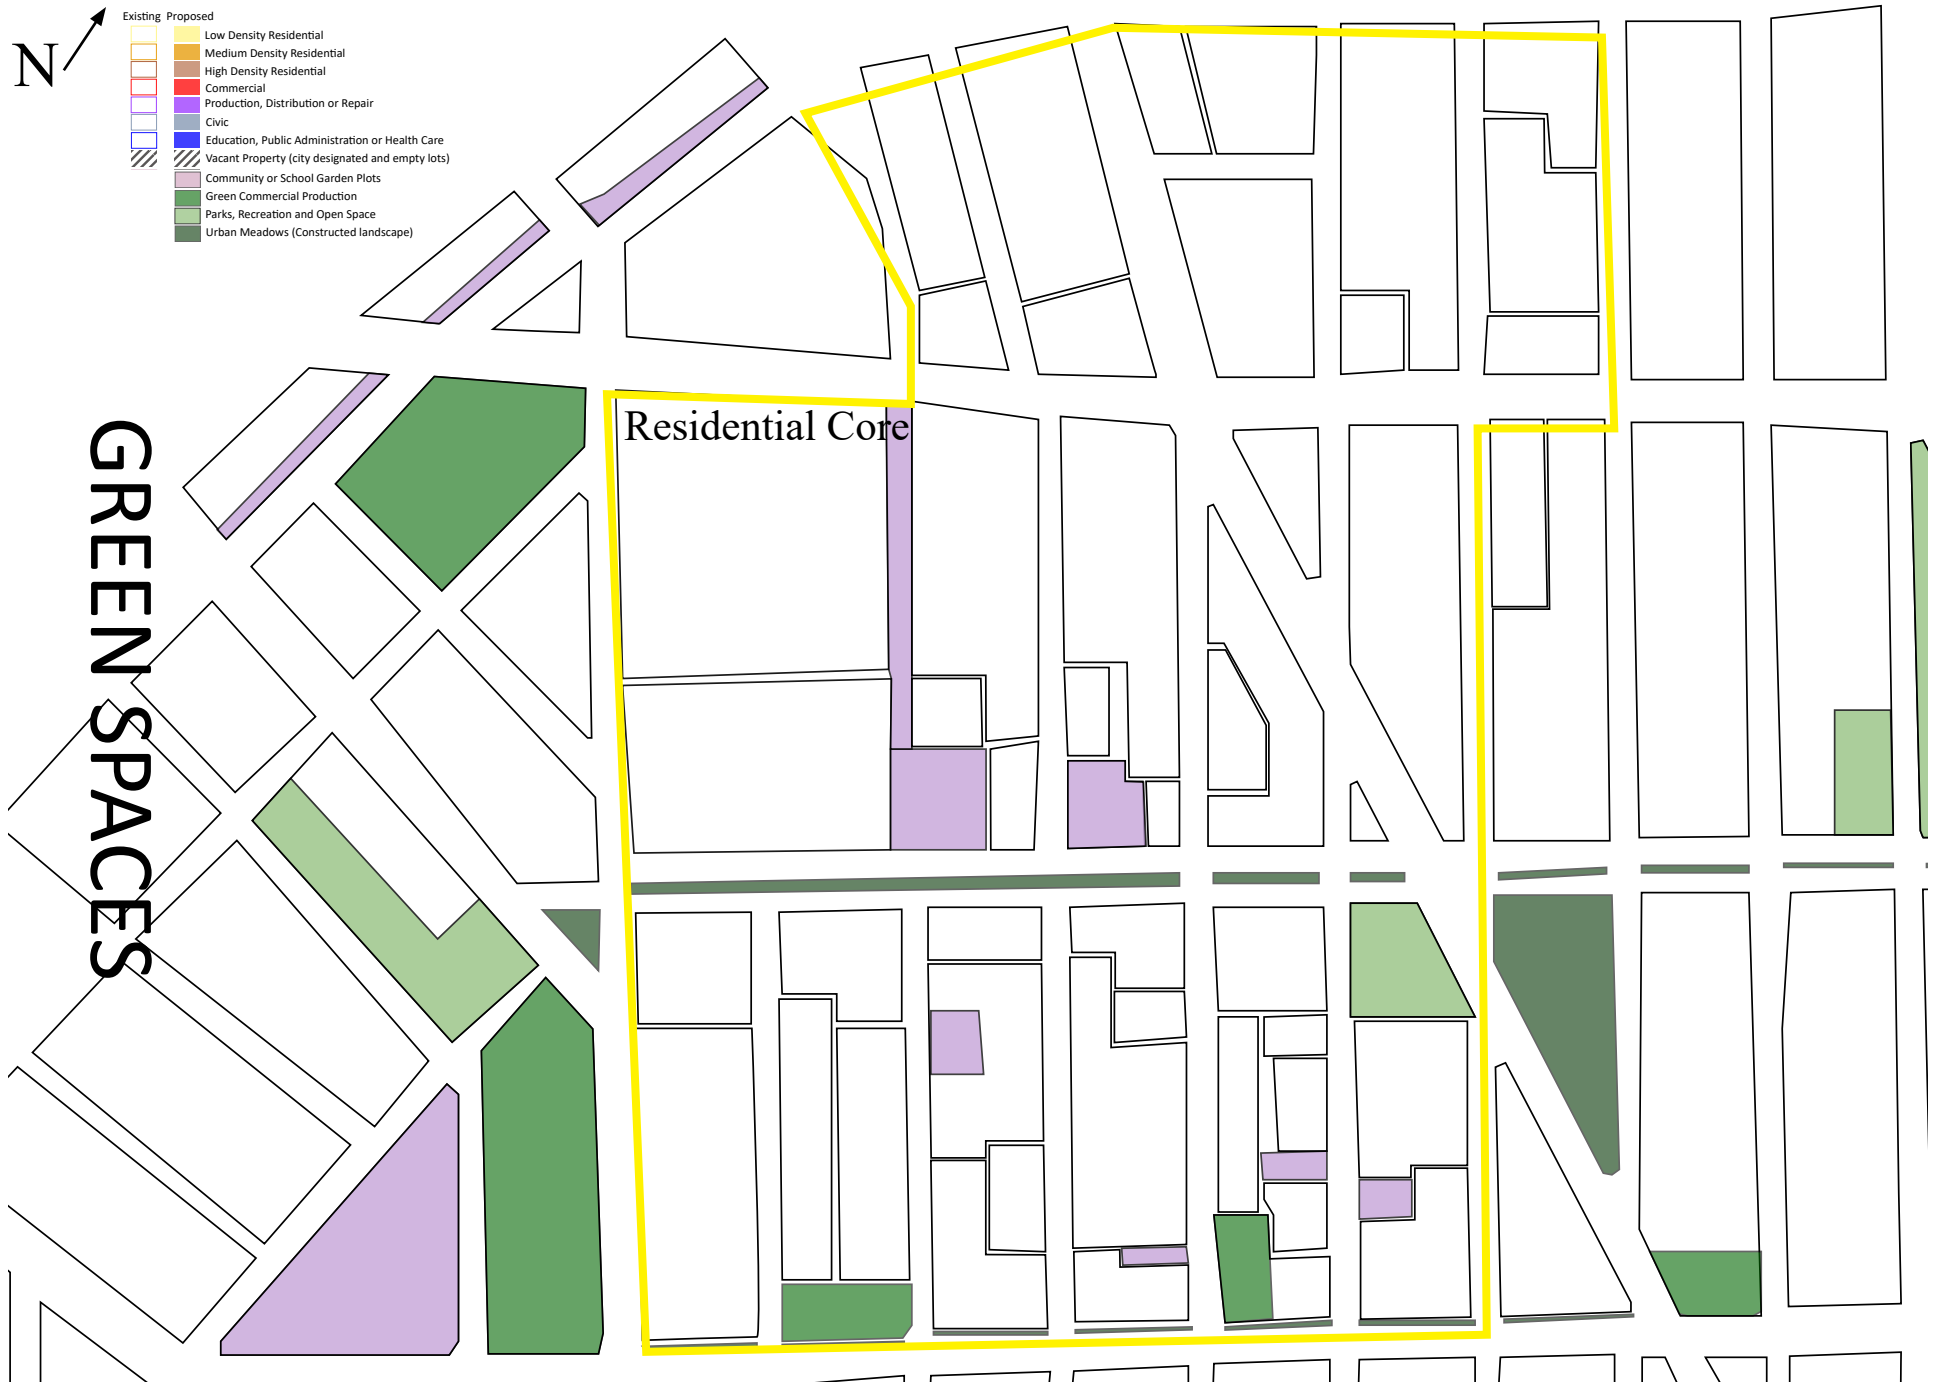 N
Existing Proposed
Low Density Residential
Medium Density Residential
High Density Residential
Commercial
Production, Distribution or Repair
Civic
Education, Public Administration or Health Care
Vacant Property (city designated and empty lots)
Community or School Garden Plots
Green Commercial Production
Parks, Recreation and Open Space
Urban Meadows (Constructed landscape)
Residential Core
GREEN SPACES